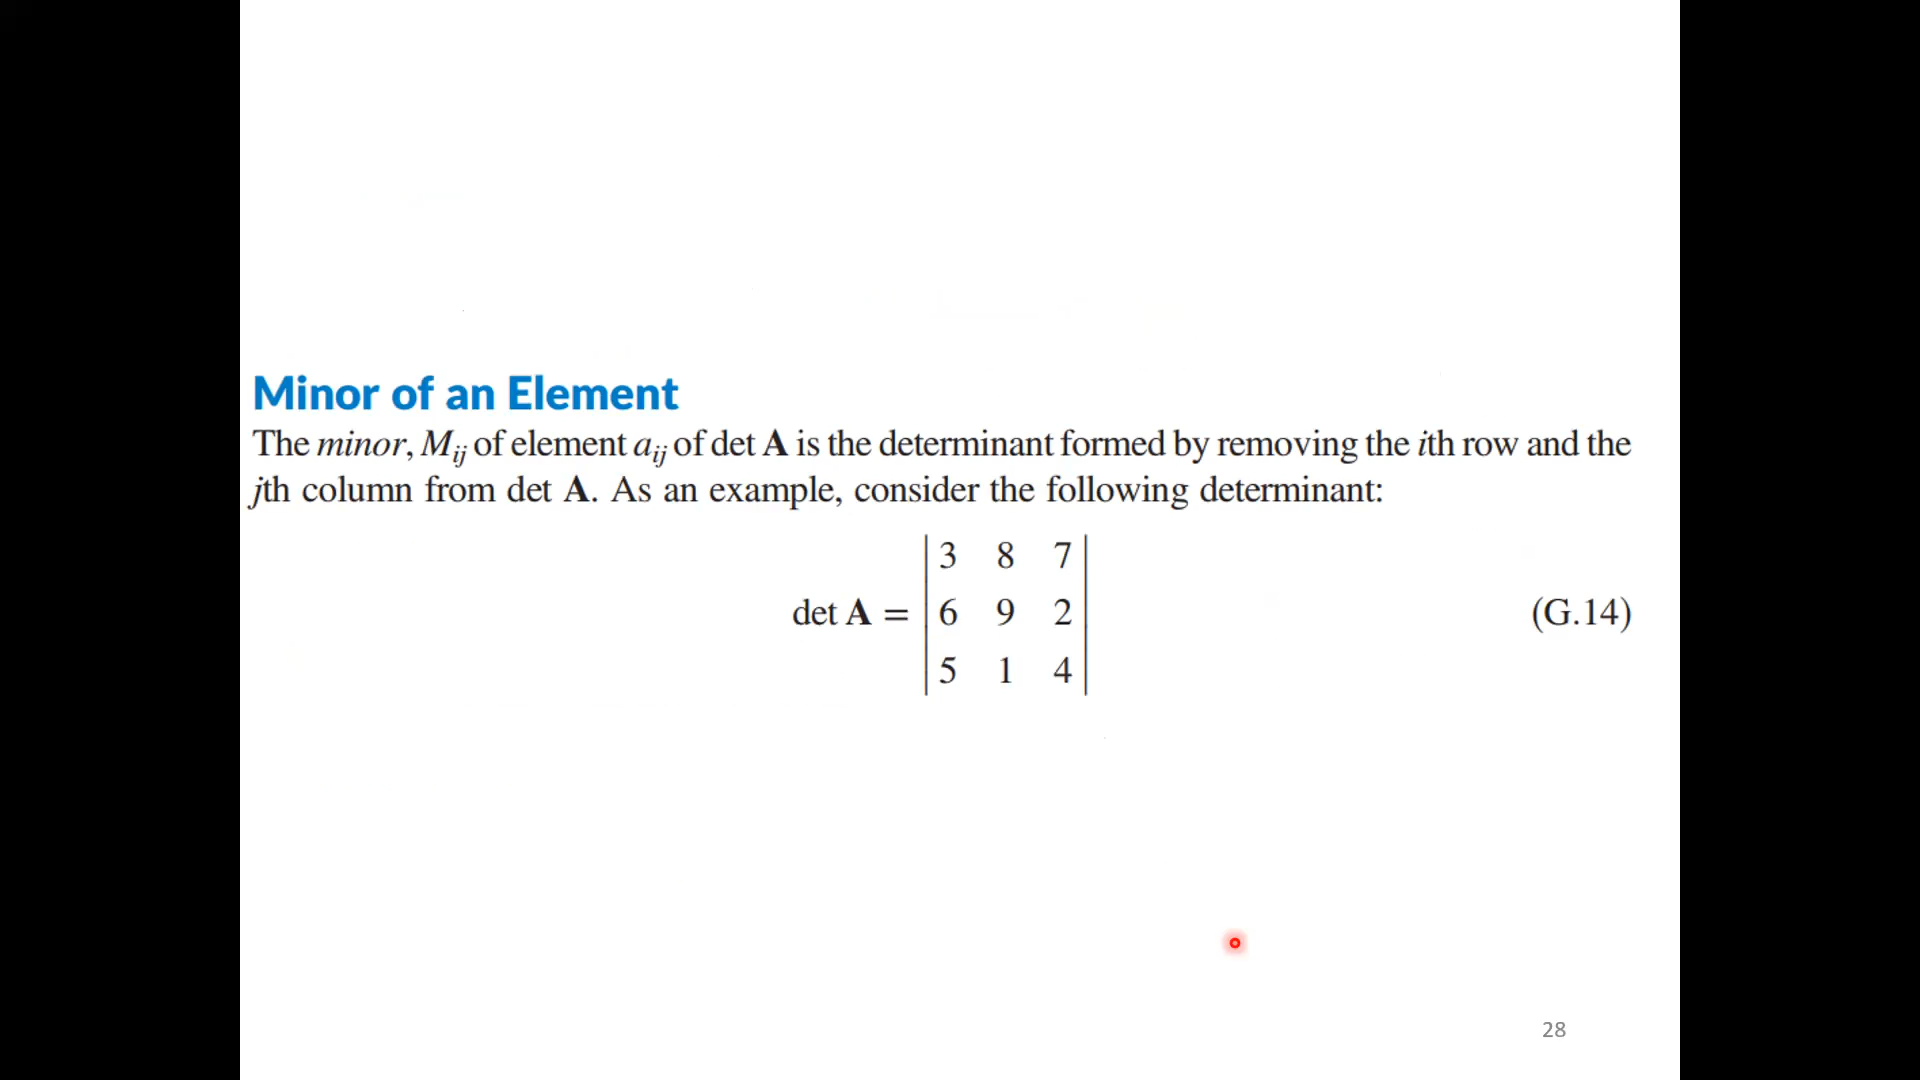 Minor of an Element
The minor, Mij of element aij of det A is the determinant formed by removing the ith row and the
jth column from det A. As an example, consider the following determinant:
3 8 7
det A = 6 9 2 (G.14)
5 1 4
28